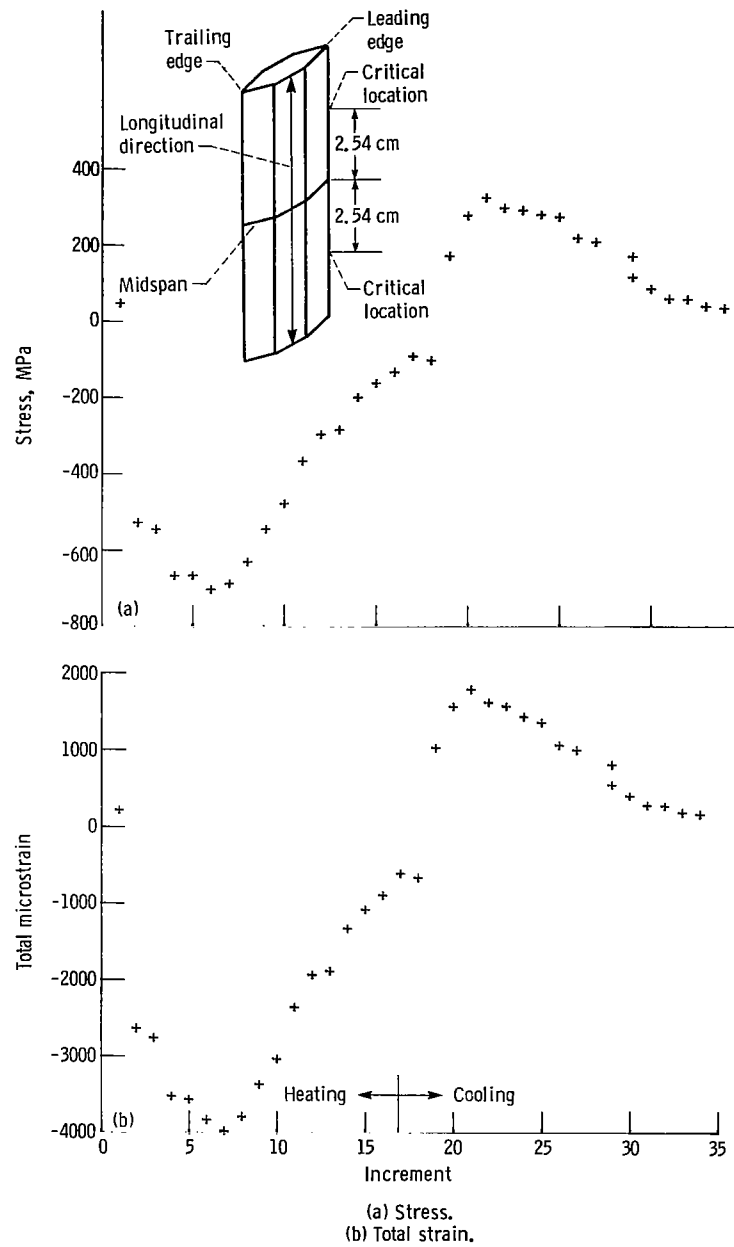 Trailing
edge
Leading
edge
Critical
location
Longitudinal
direction
2.54 cm
2.54 cm
Midspan
Critical
location
400
200
0
-200
-400
-600
-800
Stress, MPa
(a)
2000
1000
0
-1000
-2000
-3000
-4000
Total microstrain
Heating
Cooling
(b)
0
5
10
15
20
25
30
35
Increment
(a) Stress.
(b) Total strain.